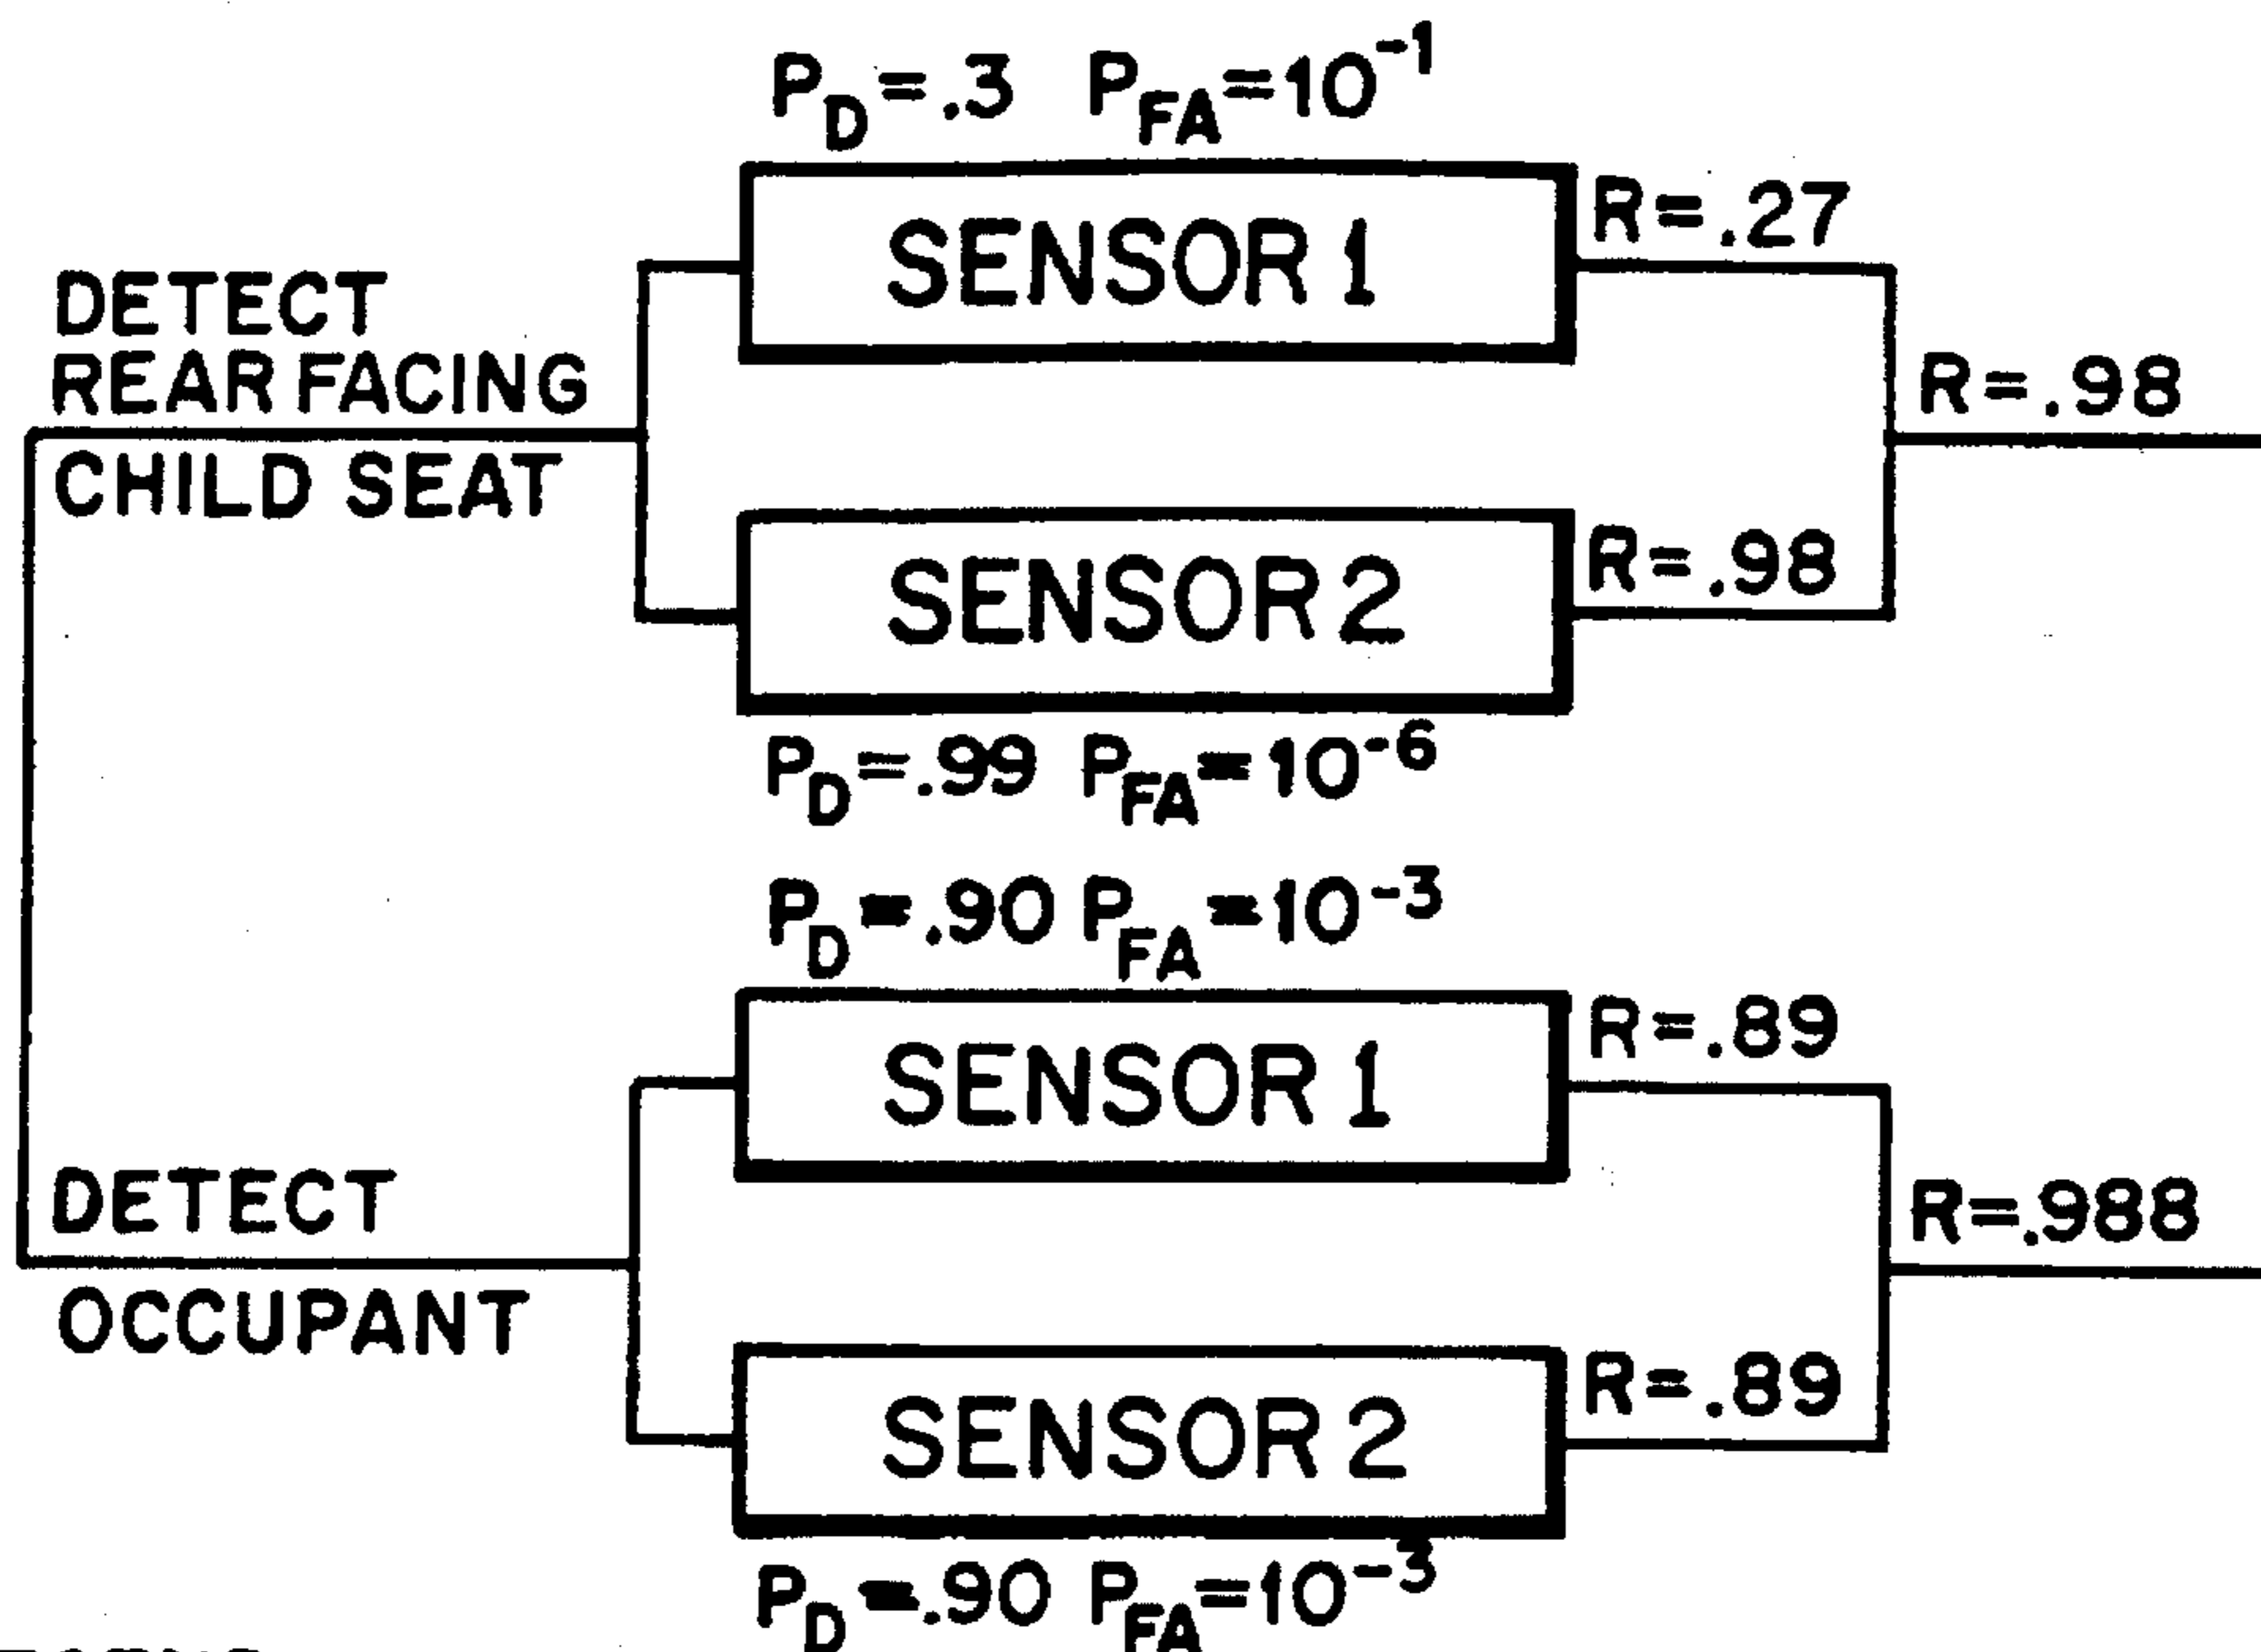 P_D=.3 P_FA=10^-1
SENSOR 1
R=.27
DETECT
REAR FACING
CHILD SEAT
R=.98
SENSOR 2
R=.98
P_D=.99 P_FA=10^-6
P_D=.90 P_FA=10^-3
SENSOR 1
R=.89
DETECT
OCCUPANT
R=.988
SENSOR 2
R=.89
P_D=.90 P_FA=10^-3